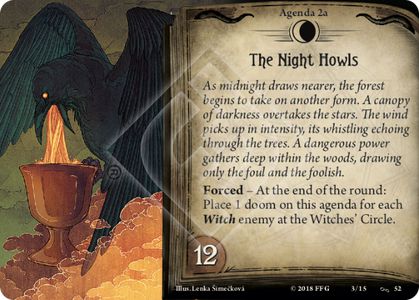 Agenda 2a
The Night Howls
As midnight draws nearer, the forest
begins to take on another form. A canopy
of darkness overtakes the stars. The wind
picks up in intensity, its whistling echoing
through the trees. A dangerous power
gathers deep within the woods, drawing
only the foul and the foolish.
Forced – At the end of the round:
Place 1 doom on this agenda for each
Witch enemy at the Witches' Circle.
12
Illus. Lenka Šimečková
© 2018 FFG
3/15
52